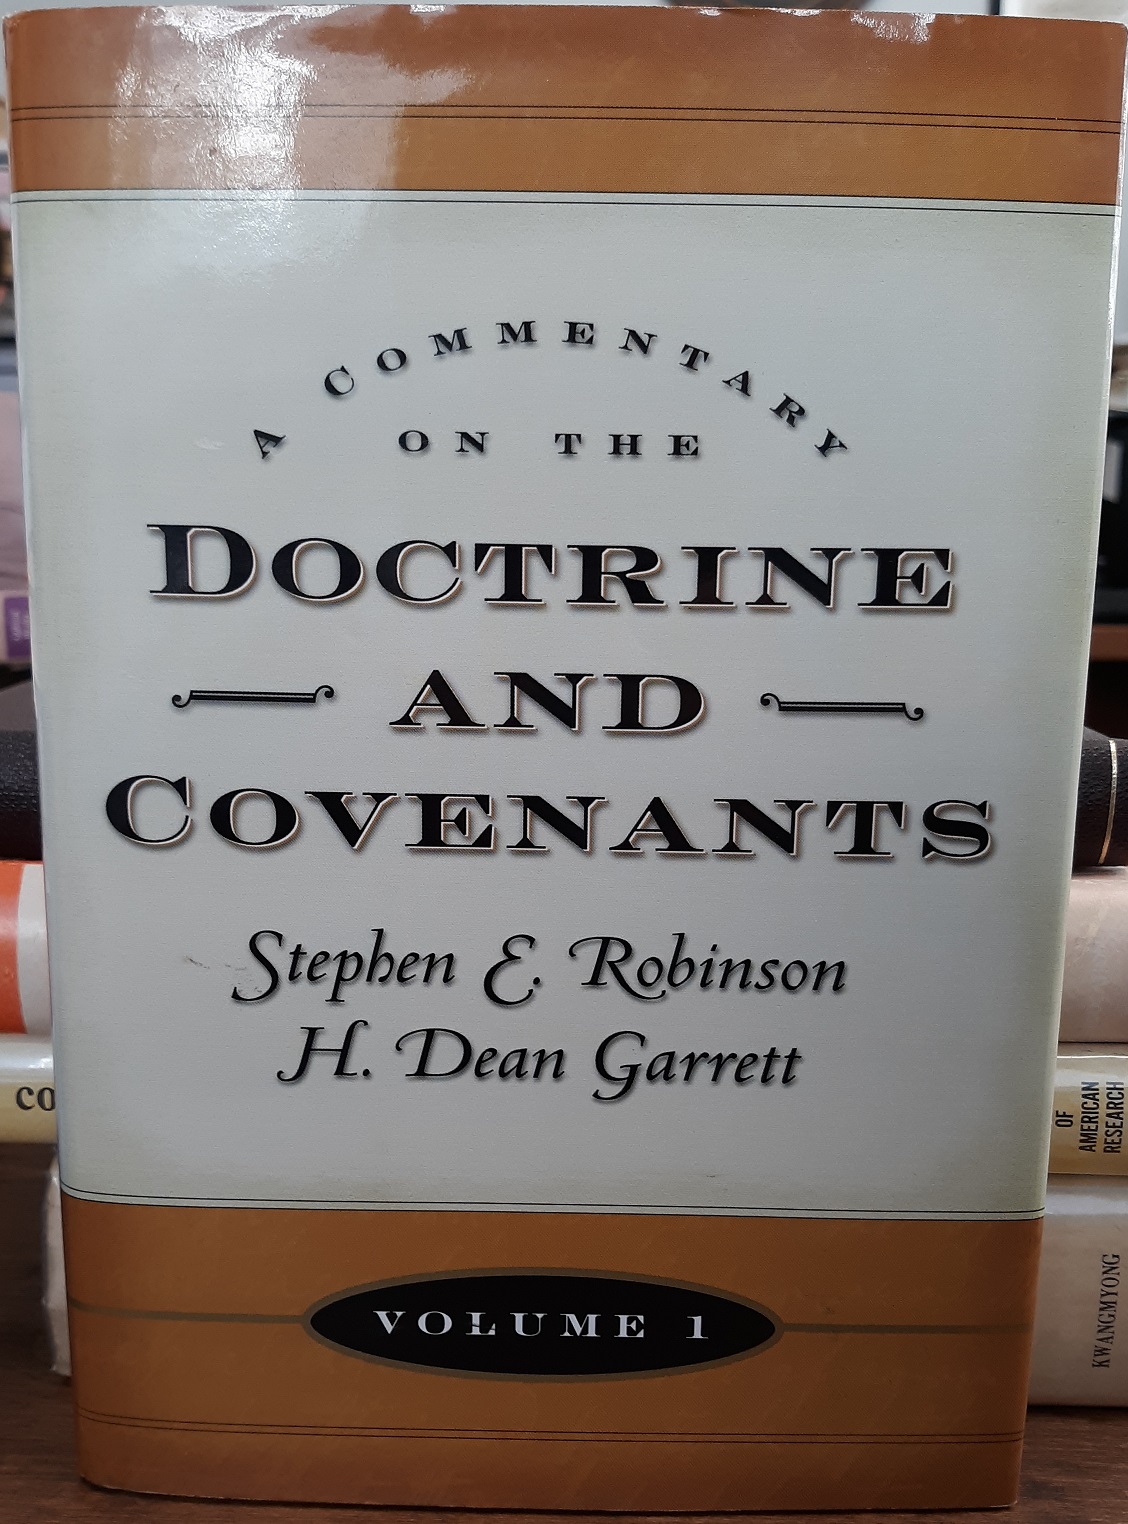 A COMMENTARY
ON THE
DOCTRINE
AND
COVENANTS
Stephen E. Robinson
H. Dean Garrett
VOLUME 1
CO
OF
AMERICAN
RESEARCH
KWANGMYONG